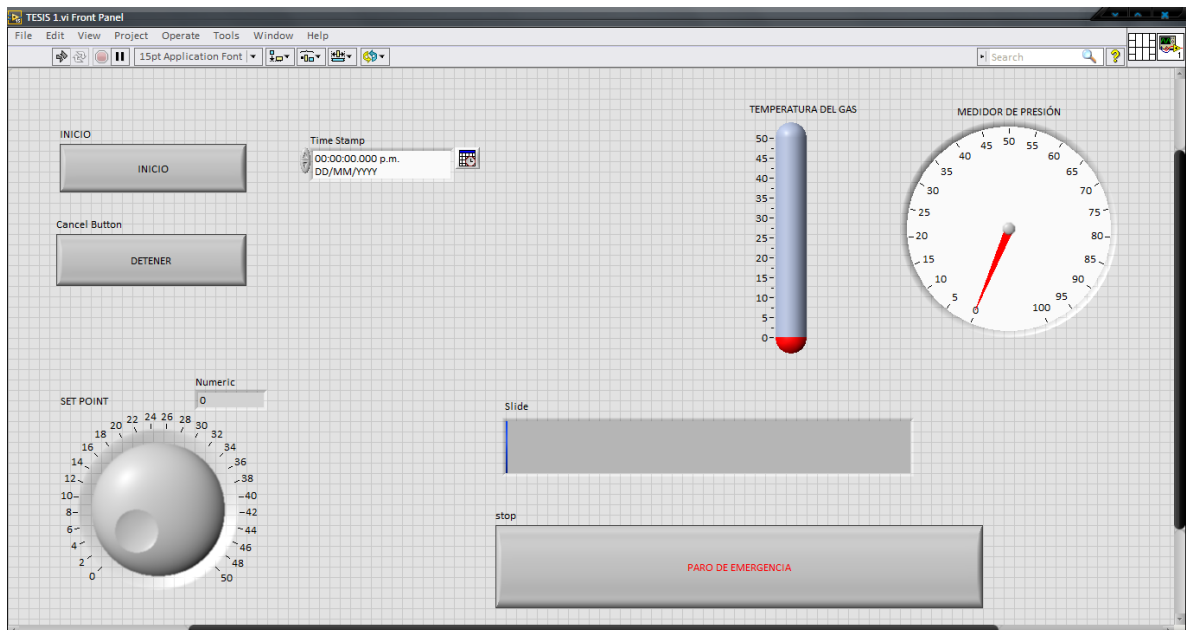 TESIS 1.vi Front Panel
File Edit View Project Operate Tools Window Help
15pt Application Font
Search
1
INICIO
INICIO
Time Stamp
00:00:00.000 p.m.
DD/MM/YYYY
Cancel Button
DETENER
TEMPERATURA DEL GAS
50
45
40
35
30
25
20
15
10
5
0
MEDIDOR DE PRESIÓN
0 5 10 15 20 25 30 35 40 45 50 55 60 65 70 75 80 85 90 95 100
Numeric
0
SET POINT
0 2 4 6 8 10 12 14 16 18 20 22 24 26 28 30 32 34 36 38 40 42 44 46 48 50
Slide
stop
PARO DE EMERGENCIA